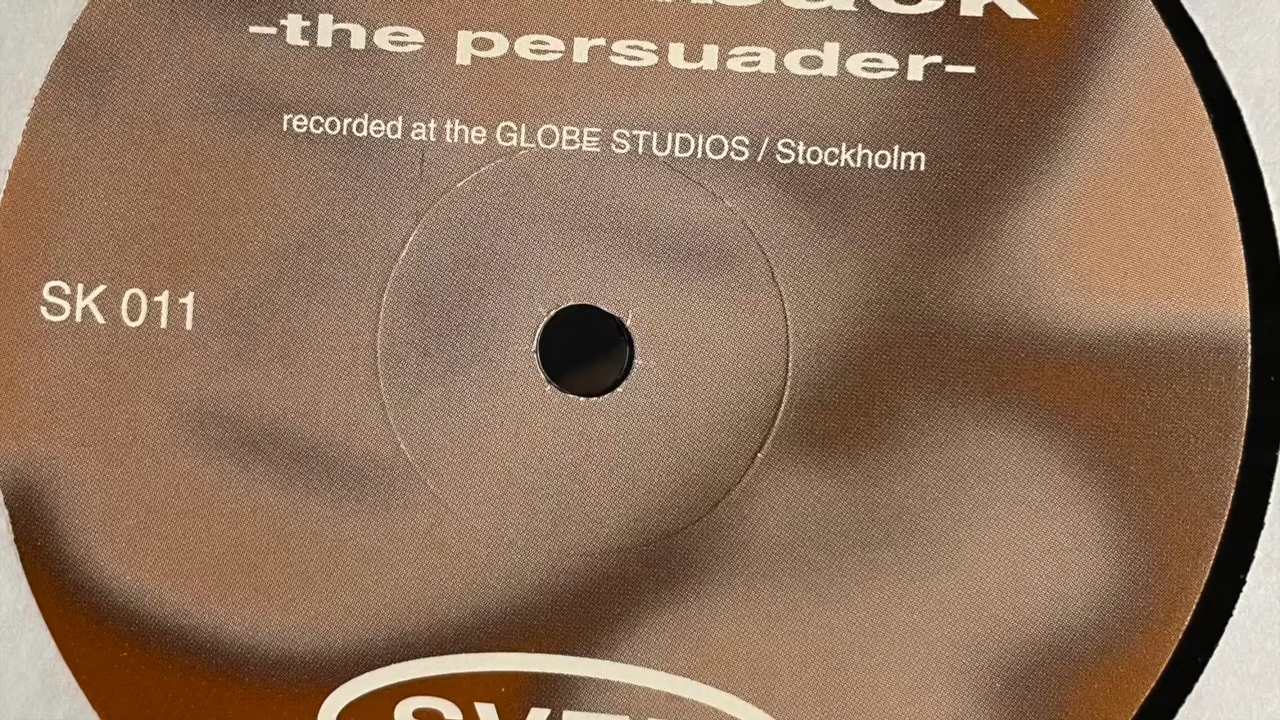 -the persuader-
recorded at the GLOBE STUDIOS / Stockholm
SK 011